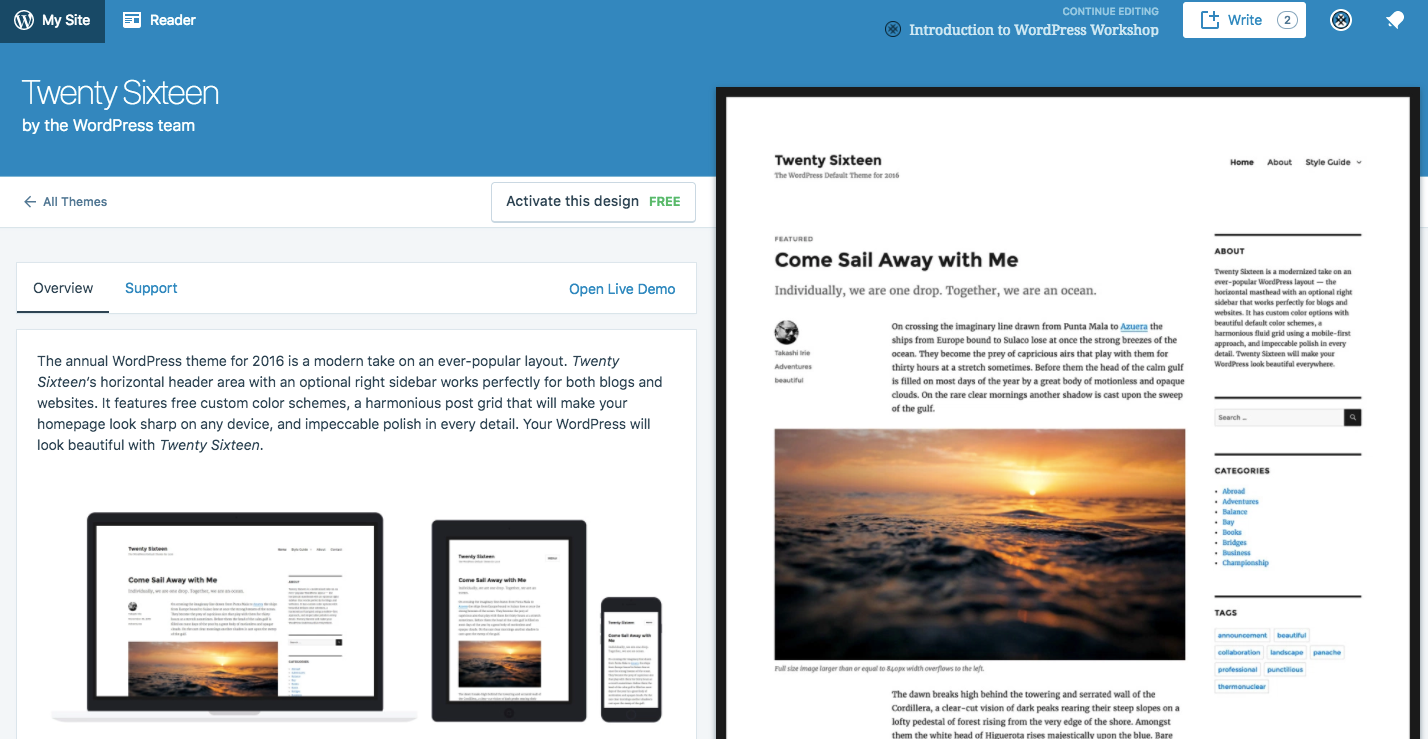 My Site
Reader
CONTINUE EDITING
Introduction to WordPress Workshop
Write 2
Twenty Sixteen
by the WordPress team
All Themes
Activate this design FREE
Overview
Support
Open Live Demo
The annual WordPress theme for 2016 is a modern take on an ever-popular layout. Twenty
Sixteen's horizontal header area with an optional right sidebar works perfectly for both blogs and
websites. It features free custom color schemes, a harmonious post grid that will make your
homepage look sharp on any device, and impeccable polish in every detail. Your WordPress will
look beautiful with Twenty Sixteen.
Twenty Sixteen
Come Sail Away with Me
Individually, we are one drop. Together, we are an ocean.
Twenty Sixteen
Come Sail Away with Me
Twenty Sixteen
Come Sail Away with
Me
Twenty Sixteen
The WordPress Default Theme for 2016
Home
About
Style Guide
FEATURED
Come Sail Away with Me
Individually, we are one drop. Together, we are an ocean.
Takashi Irie
Adventures
beautiful
On crossing the imaginary line drawn from Punta Mala to Azuera the
ships from Europe bound to Sulaco lose at once the strong breezes of the
ocean. They become the prey of capricious airs that play with them for
thirty hours at a stretch sometimes. Before them the head of the calm gulf
is filled on most days of the year by a great body of motionless and opaque
clouds. On the rare clear mornings another shadow is cast upon the sweep
of the gulf.
Full size image larger than or equal to 840px width overflows to the left.
The dawn breaks high behind the towering and serrated wall of the
Cordillera, a clear-cut vision of dark peaks rearing their steep slopes on a
lofty pedestal of forest rising from the very edge of the shore. Amongst
them the white head of Higuerota rises majestically upon the blue. Bare
ABOUT
Twenty Sixteen is a modernized take on an
ever-popular WordPress layout — the
horizontal masthead with an optional right
sidebar that works perfectly for blogs and
websites. It has custom color options with
beautiful default color schemes, a
harmonious fluid grid using a mobile-first
approach, and impeccable polish in every
detail. Twenty Sixteen will make your
WordPress look beautiful everywhere.
Search …
CATEGORIES
Abroad
Adventures
Balance
Bay
Books
Bridges
Business
Championship
TAGS
announcement beautiful
collaboration landscape panache
professional punctilious
thermonuclear